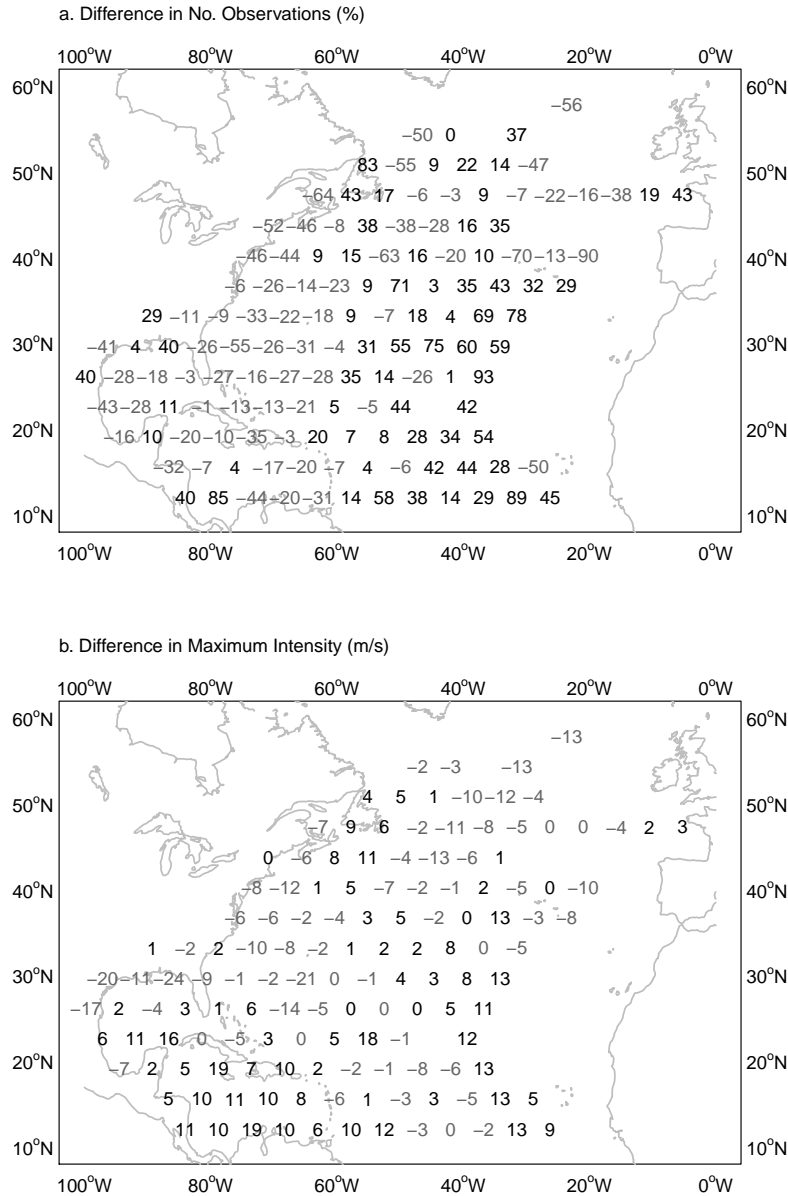 a. Difference in No. Observations (%)
100°W 80°W 60°W 40°W 20°W 0°W
60°N 60°N
−56
−50 0 37
83 −55 9 22 14 −47
50°N 50°N
−64 43 17 −6 −3 9 −7 −22 −16 −38 19 43
−52 −46 −8 38 −38 −28 16 35
40°N −46 −44 9 15 −63 16 −20 10 −70 −13 −90 40°N
−6 −26 −14 −23 9 71 3 35 43 32 29
29 −11 −9 −33 −22 −18 9 −7 18 4 69 78
30°N −41 4 40 −26 −55 −26 −31 −4 31 55 75 60 59 30°N
40 −28 −18 −3 −27 −16 −27 −28 35 14 −26 1 93
−43 −28 11 −1 −13 −13 −21 5 −5 44 42
20°N −16 10 −20 −10 −35 −3 20 7 8 28 34 54 20°N
−32 −7 4 −17 −20 −7 4 −6 42 44 28 −50
40 85 −44 −20 −31 14 58 38 14 29 89 45
10°N 10°N
100°W 80°W 60°W 40°W 20°W 0°W
b. Difference in Maximum Intensity (m/s)
100°W 80°W 60°W 40°W 20°W 0°W
60°N 60°N
−13
−2 −3 −13
4 5 1 −10 −12 −4
50°N 50°N
−7 9 6 −2 −11 −8 −5 0 0 −4 2 3
0 −6 8 11 −4 −13 −6 1
40°N −8 −12 1 5 −7 −2 −1 2 −5 0 −10 40°N
−6 −6 −2 −4 3 5 −2 0 13 −3 −8
1 −2 2 −10 −8 −2 1 2 2 8 0 −5
30°N −20 −11 −24 −9 −1 −2 −21 0 −1 4 3 8 13 30°N
−17 2 −4 3 1 6 −14 −5 0 0 0 5 11
6 11 16 0 −5 3 0 5 18 −1 12
20°N −7 2 5 19 7 10 2 −2 −1 −8 −6 13 20°N
5 10 11 10 8 −6 1 −3 3 −5 13 5
11 10 19 10 6 10 12 −3 0 −2 13 9
10°N 10°N
100°W 80°W 60°W 40°W 20°W 0°W